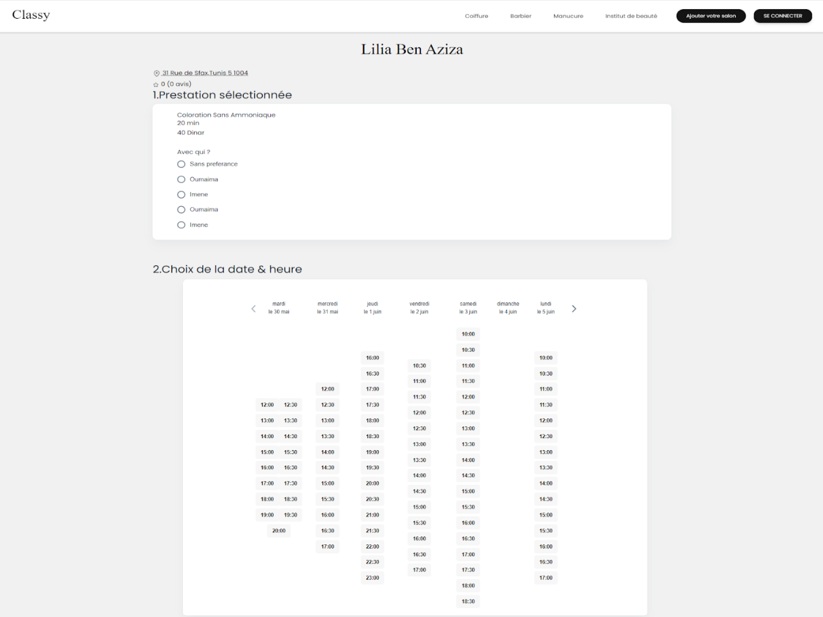 Classy
Coiffure Barbier Manucure Institut de beauté Ajouter votre salon SE CONNECTER
Lilia Ben Aziza
31 Rue de Sfax,Tunis 5 1004
0 (0 avis)
1.Prestation sélectionnée
Coloration Sans Ammoniaque
20 min
40 Dinar
Avec qui ?
Sans préferance
Oumaima
Imene
Oumaima
Imene
2.Choix de la date & heure
mardi mercredi jeudi vendredi samedi dimanche lundi
le 30 mai le 31 mai le 1 juin le 2 juin le 3 juin le 4 juin le 5 juin
10:00
10:30
16:00 10:00
10:30 11:00
16:30 10:30
11:00 11:30
12:00 17:00 11:00
11:30 12:00
12:00 12:30 12:30 17:30 11:30
12:00 12:30
13:00 13:30 13:00 18:00 12:00
12:30 13:00
14:00 14:30 13:30 18:30 12:30
13:00 13:30
15:00 15:30 14:00 19:00 13:00
13:30 14:00
16:00 16:30 14:30 19:30 13:30
14:00 14:30
17:00 17:30 15:00 20:00 14:00
14:30 15:00
18:00 18:30 15:30 20:30 14:30
15:00 15:30
19:00 19:30 16:00 21:00 15:00
15:30 16:00
20:00 16:30 21:30 15:30
16:00 16:30
17:00 22:00 16:00
16:30 17:00
22:30 16:30
17:00 17:30
23:00 17:00
18:00
18:30